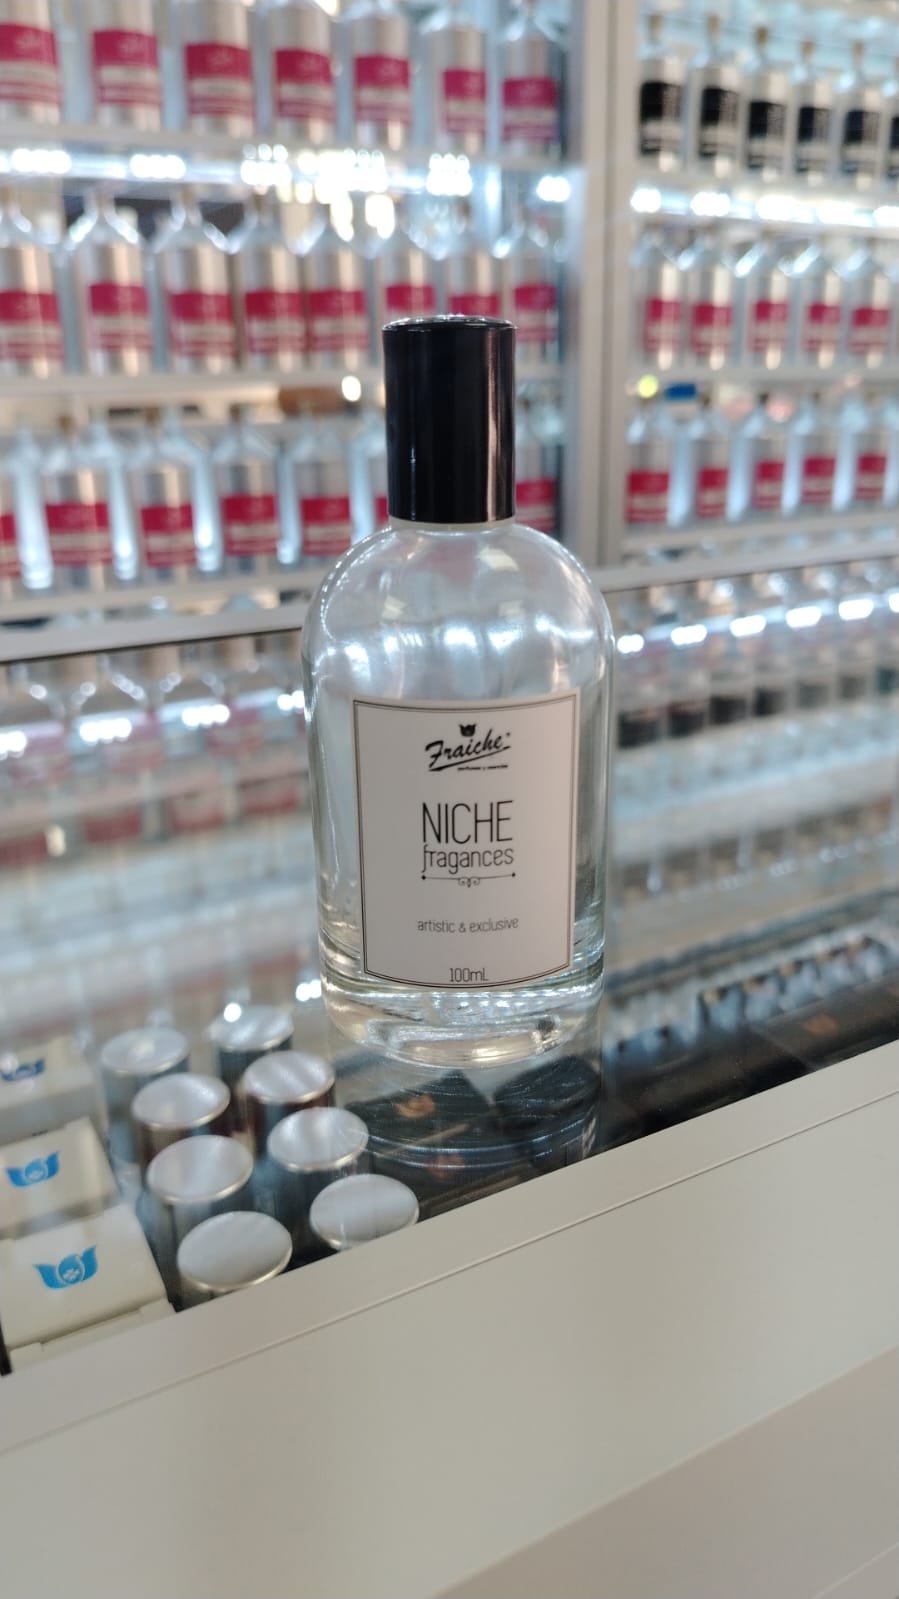 Fraiche
NICHE
fragances
artistic & exclusive
100mL